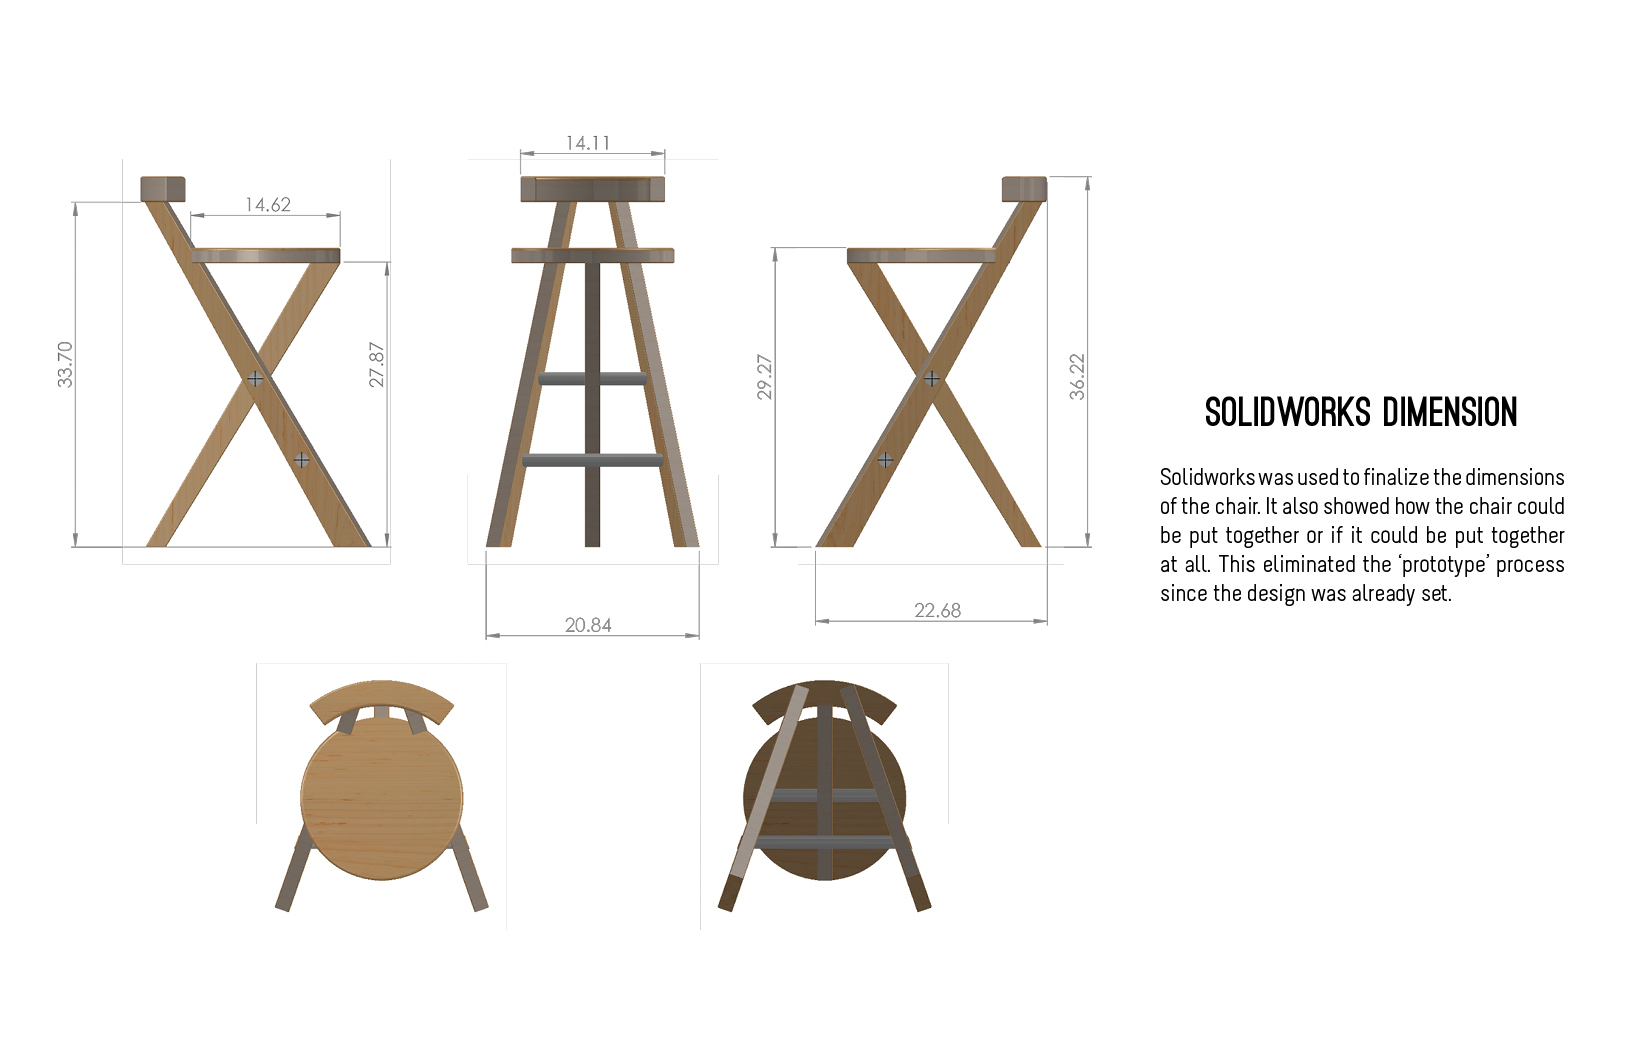 14.11
14.62
33.70
27.87
29.27
36.22
20.84
22.68
SOLIDWORKS DIMENSION
Solidworks was used to finalize the dimensions
of the chair. It also showed how the chair could
be put together or if it could be put together
at all. This eliminated the ‘prototype’ process
since the design was already set.